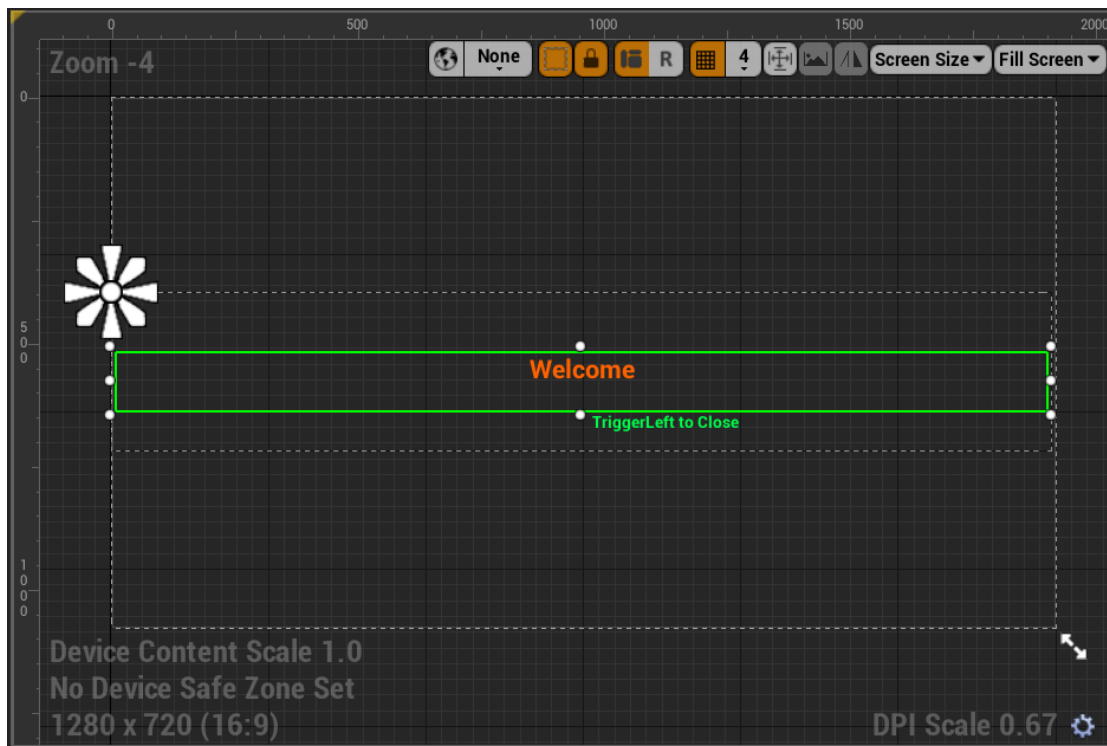 0 500 1000 1500 2000
Zoom -4
None
R
4
Screen Size
Fill Screen
0
500
Welcome
TriggerLeft to Close
1000
Device Content Scale 1.0
No Device Safe Zone Set
1280 x 720 (16:9)
DPI Scale 0.67